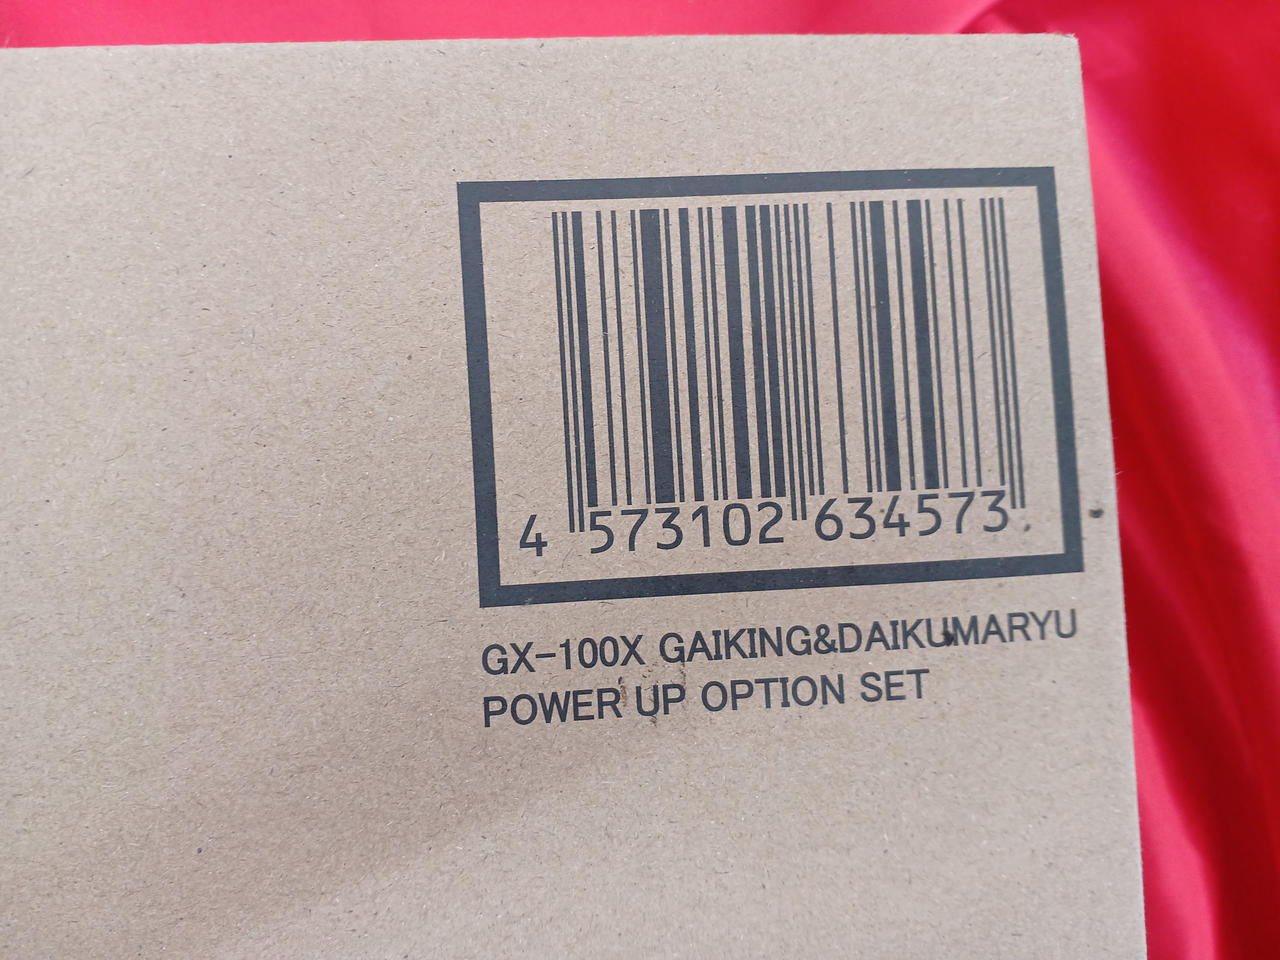 4 573102 634573
GX-100X GAIKING&DAIKUMARYU
POWER UP OPTION SET